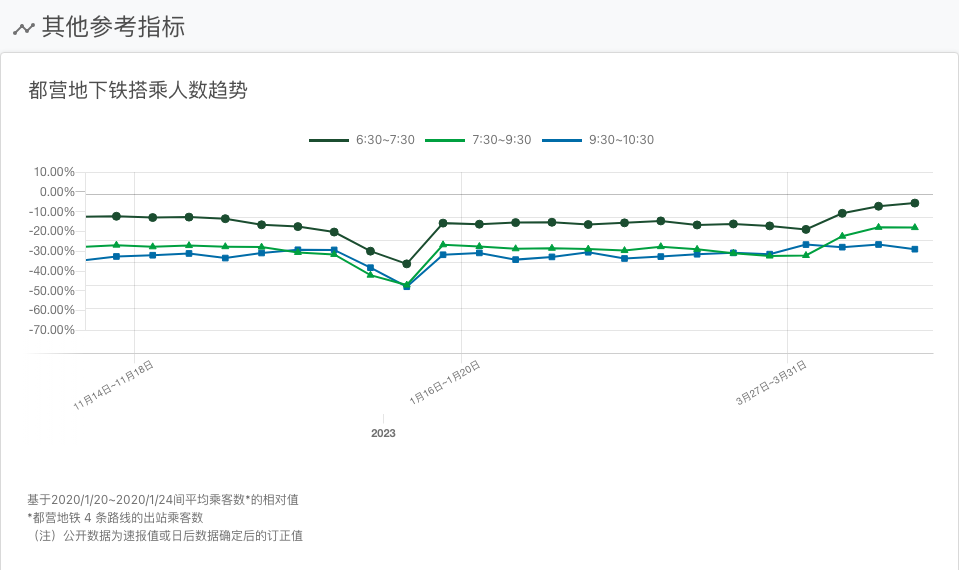 其他参考指标
都营地下铁搭乘人数趋势
6:30~7:30 7:30~9:30 9:30~10:30
10.00%
0.00%
-10.00%
-20.00%
-30.00%
-40.00%
-50.00%
-60.00%
-70.00%
11月14日~11月18日 1月16日~1月20日 3月27日~3月31日
2023
基于2020/1/20~2020/1/24间平均乘客数*的相对值
*都营地铁 4 条路线的出站乘客数
（注）公开数据为速报值或日后数据确定后的订正值